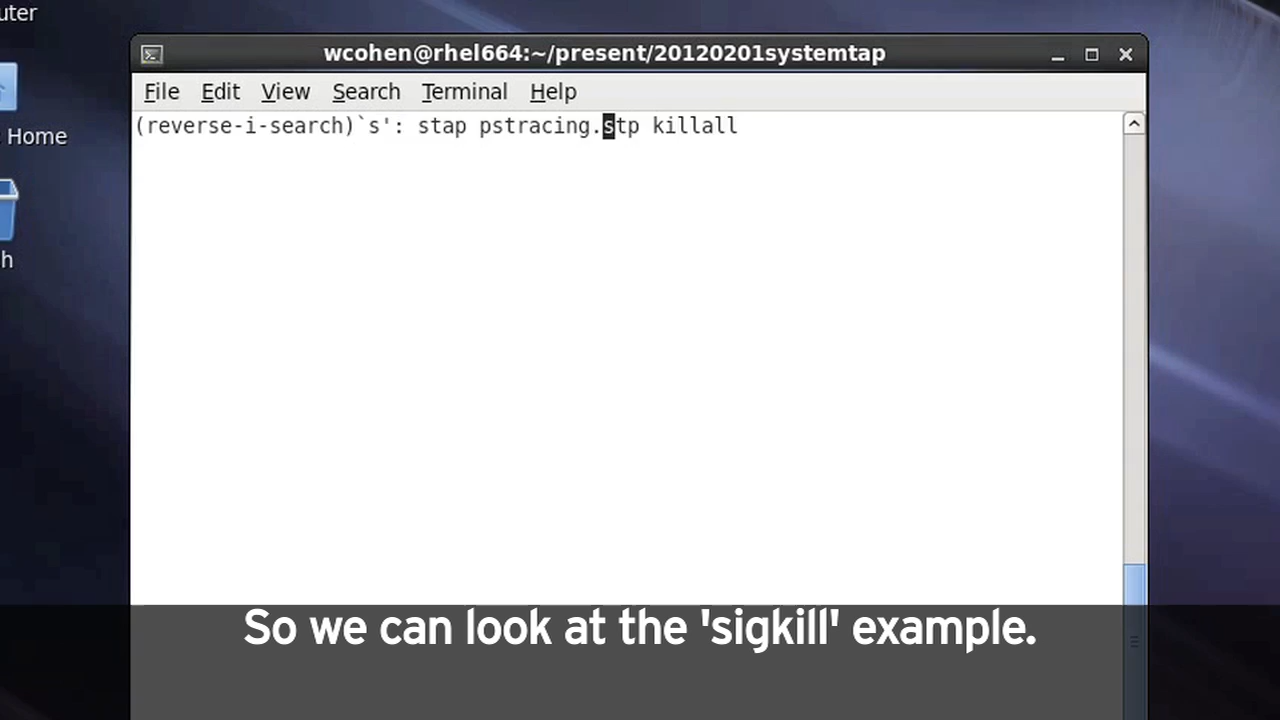 uter
wcohen@rhel664:~/present/20120201systemtap
File Edit View Search Terminal Help
(reverse-i-search)`s': stap pstracing.stp killall
Home
h
So we can look at the 'sigkill' example.